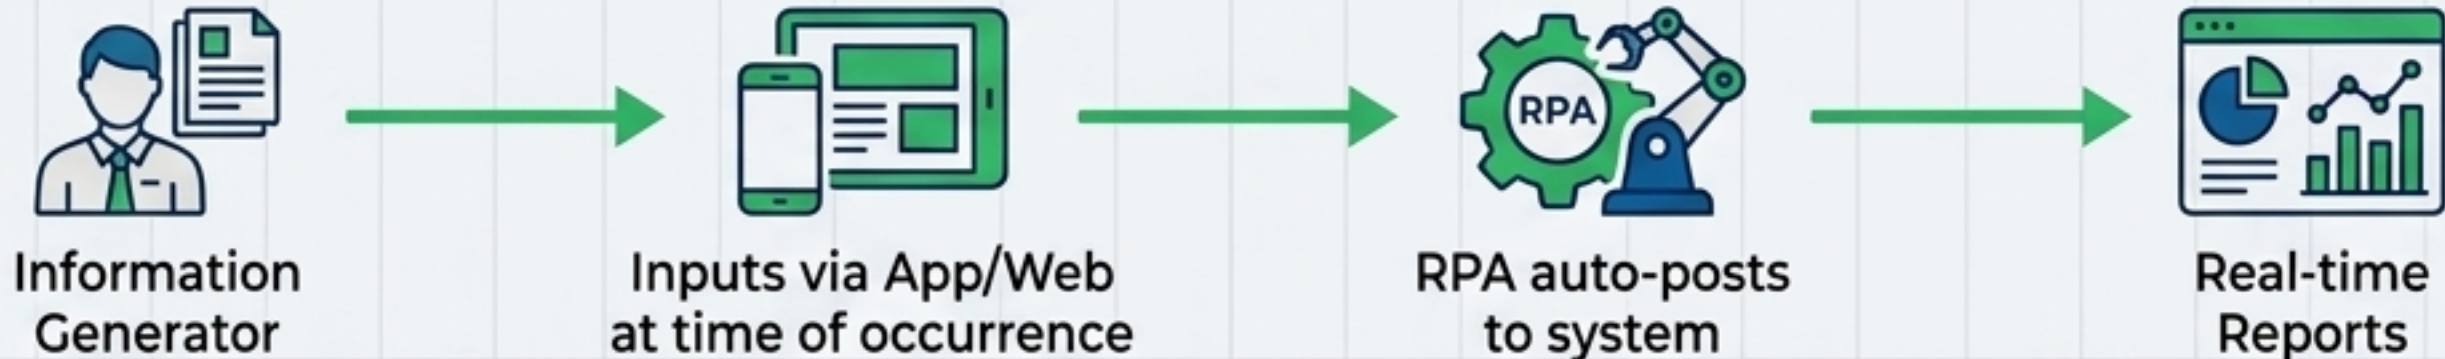 Information
Generator
Inputs via App/Web
at time of occurrence
RPA
RPA auto-posts
to system
Real-time
Reports